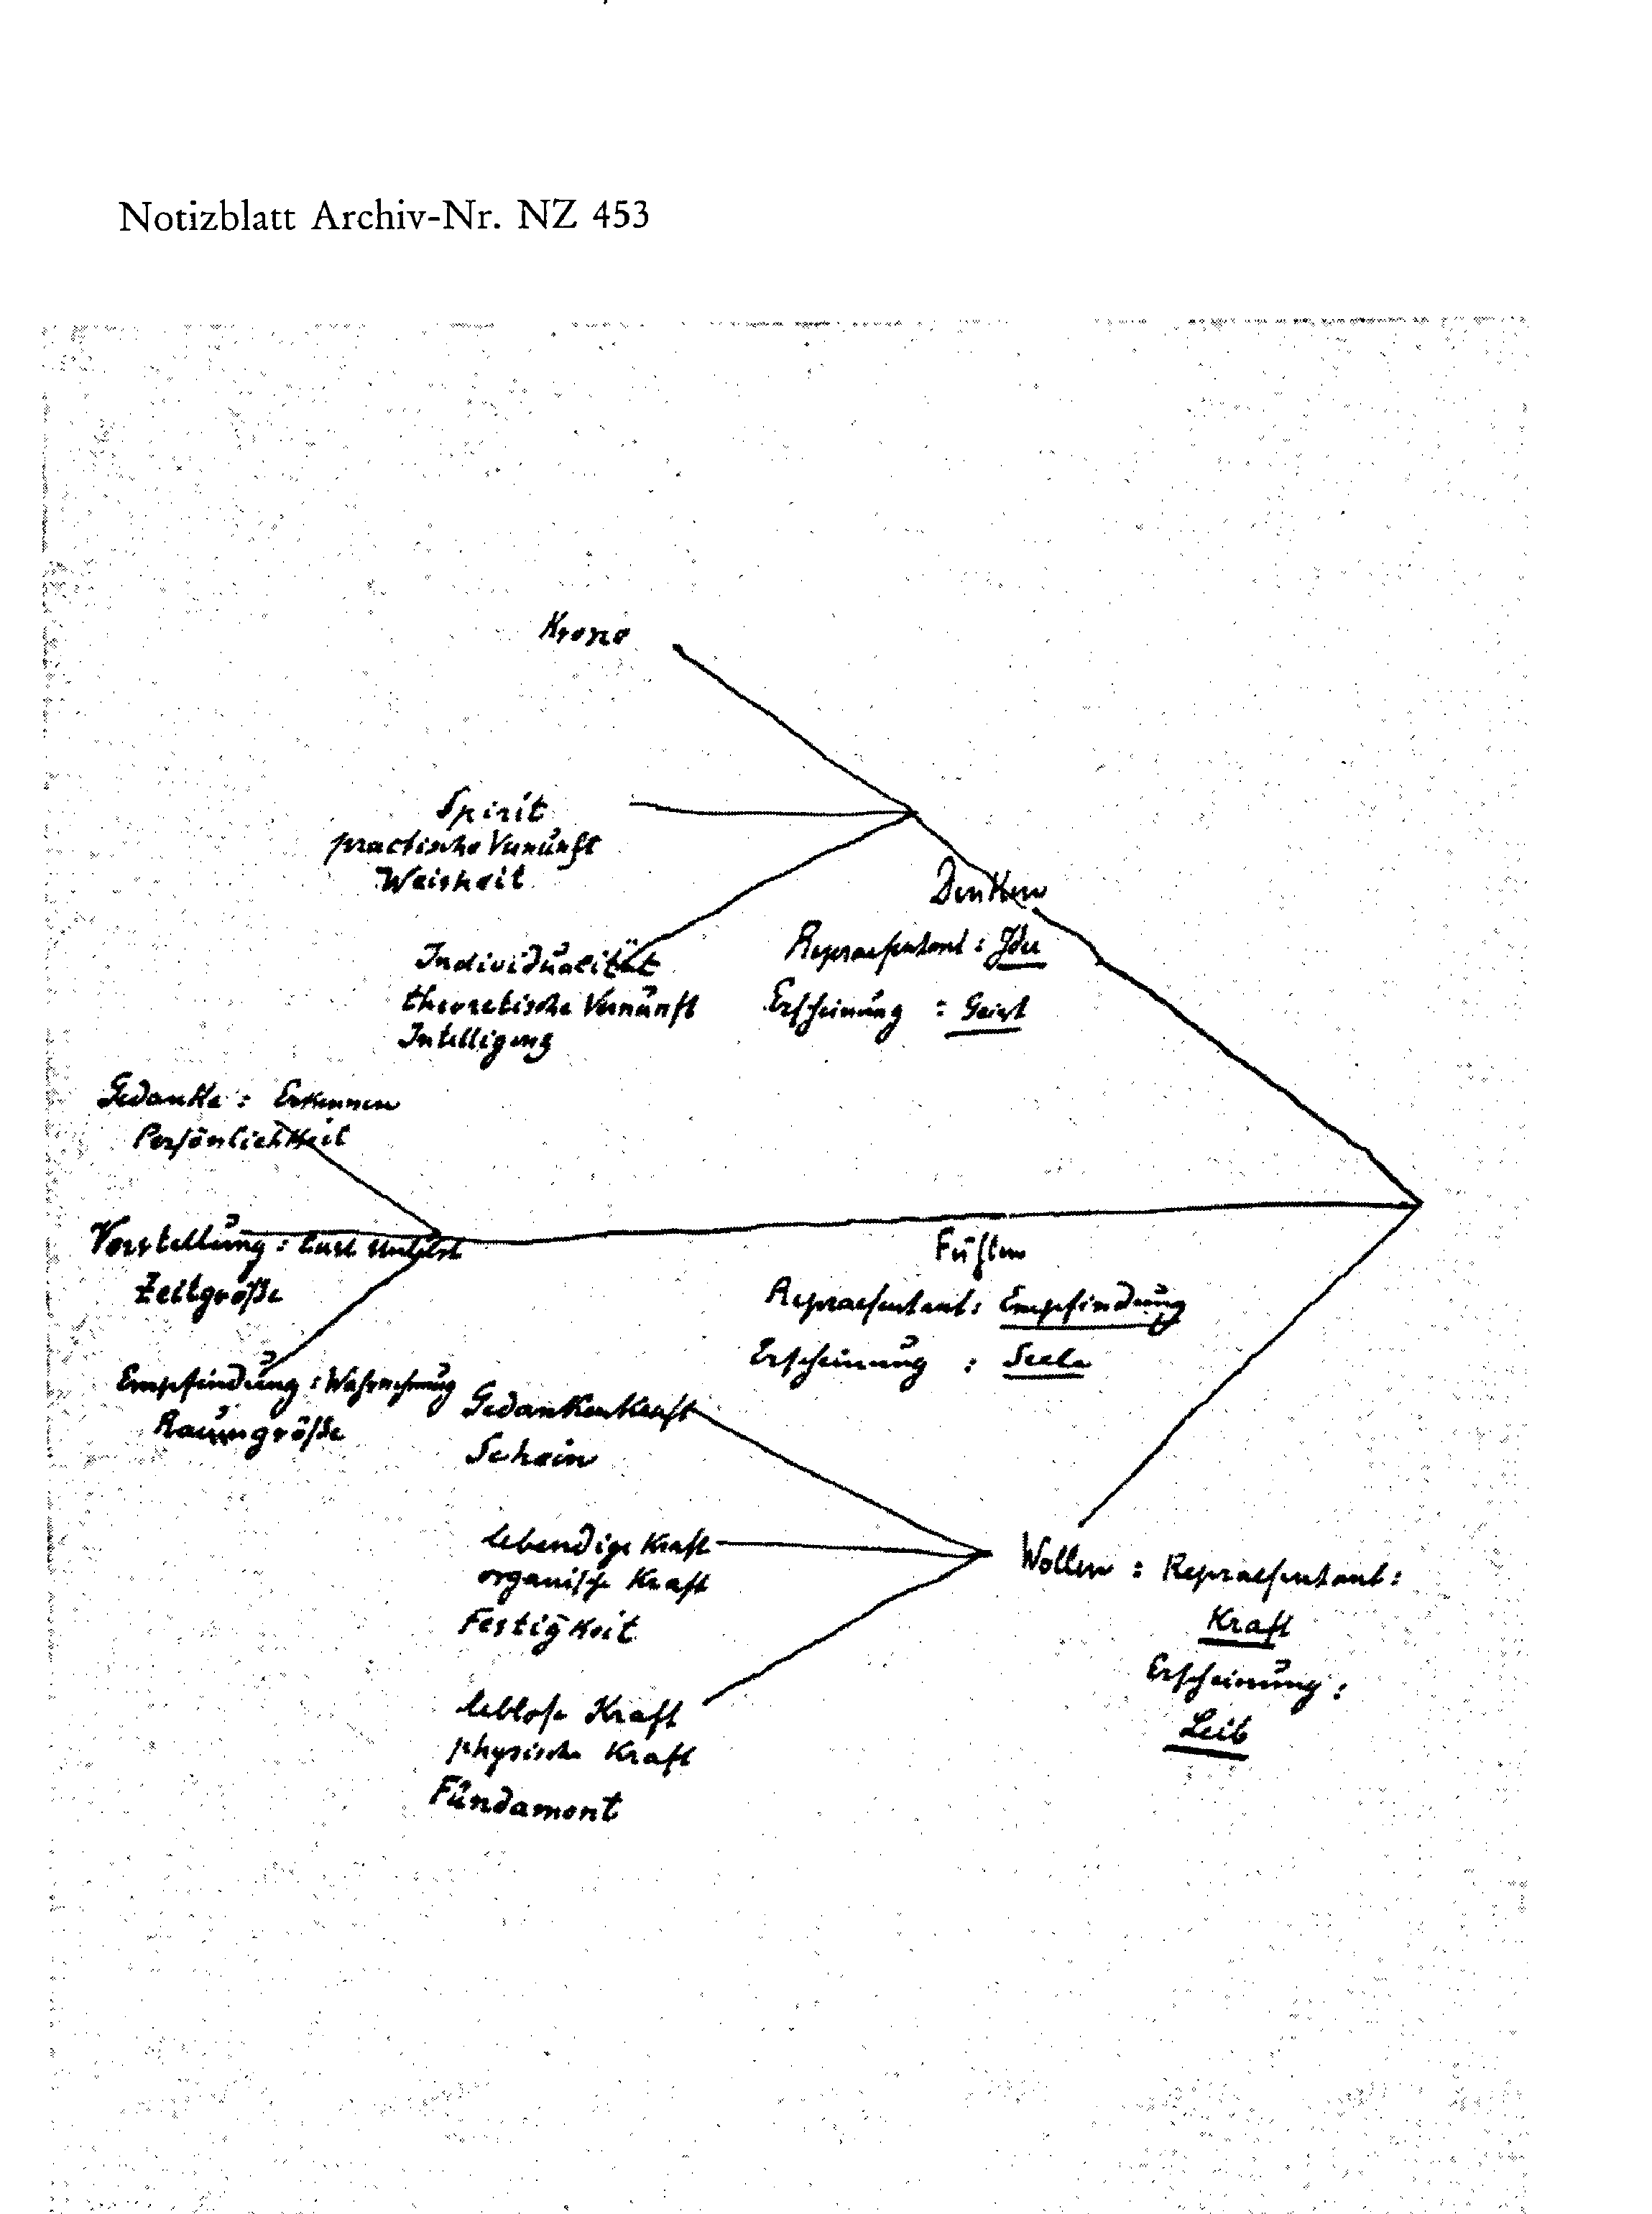 Notizblatt Archiv-Nr. NZ 453
Krone
Spirit
practische Vernunft
Weisheit
Denken
Individualität
theoretische Vernunft
Intelligenz
Repraesentant: Idee
Erscheinung : Geist
Gedanke: Erkennen
Persönlichkeit
Vorstellung: Lust Unlust
Zeitgröße
Empfindung: Wahrnehmung
Raumgröße
Fühlen
Repraesentant: Empfindung
Erscheinung : Seele
Gedankenkraft
Schein
lebendige Kraft
organische Kraft
Festigkeit
leblose Kraft
physische Kraft
Fundament
Wollen : Repraesentant:
Kraft
Erscheinung:
Leib